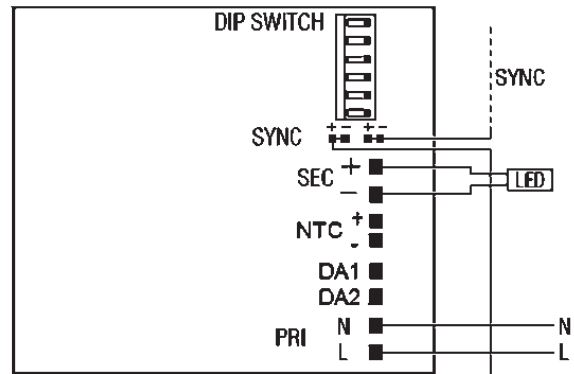 DIP SWITCH
SYNC
+ - + -
SYNC
SEC +
−
LED
NTC +
-
DA1
DA2
PRI N N
L L